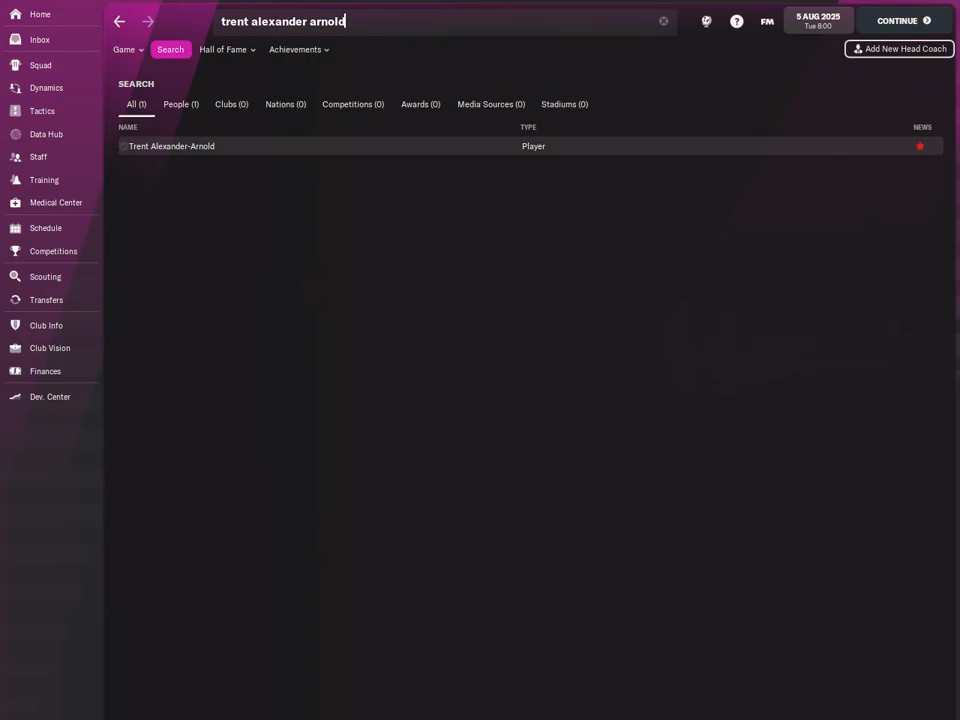 Home
trent alexander arnold
FM
5 AUG 2025
Tue 8:00
CONTINUE
Inbox
Game
Search
Hall of Fame
Achievements
Add New Head Coach
Squad
Dynamics
Tactics
Data Hub
Staff
Training
Medical Center
Schedule
Competitions
Scouting
Transfers
Club Info
Club Vision
Finances
Dev. Center
SEARCH
All (1) People (1) Clubs (0) Nations (0) Competitions (0) Awards (0) Media Sources (0) Stadiums (0)
NAME TYPE NEWS
Trent Alexander-Arnold Player